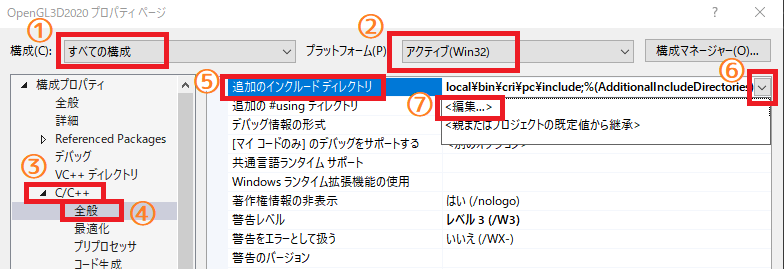 OpenGL3D2020 プロパティ ページ
① ②
構成(C): すべての構成 プラットフォーム(P) アクティブ(Win32) 構成マネージャー(O)...
構成プロパティ
全般
詳細
Referenced Packages
デバッグ
VC++ ディレクトリ
③ C/C++
全般 ④
最適化
プリプロセッサ
コード生成
⑤ 追加のインクルード ディレクトリ local¥bin¥cri¥pc¥include;%(AdditionalIncludeDirectories) ⑥
追加の #using ディレクトリ ⑦ <編集...>
デバッグ情報の形式 <親またはプロジェクトの既定値から継承>
[マイ コードのみ] のデバッグをサポートする
共通言語ランタイム サポート
Windows ランタイム拡張機能の使用
著作権情報の非表示 はい (/nologo)
警告レベル レベル 3 (/W3)
警告をエラーとして扱う いいえ (/WX-)
警告のバージョン